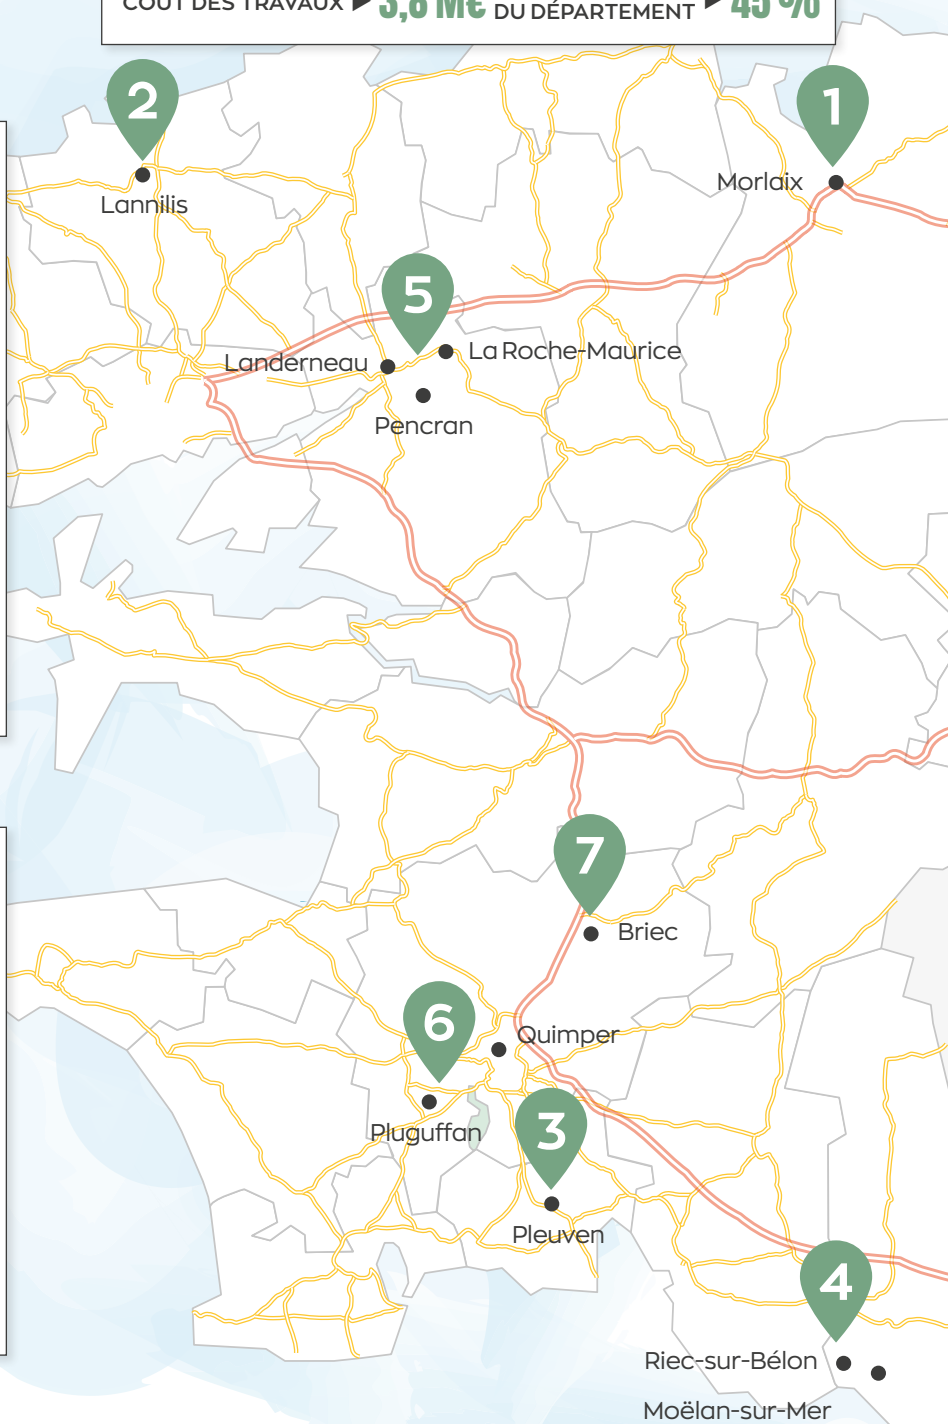 COÛT DES TRAVAUX ► 3,8 M€ DU DÉPARTEMENT ► 45 %
2
1
Morlaix
Lannilis
5
La Roche-Maurice
Landerneau
Pencran
7
Briec
6
Quimper
Pluguffan
3
Pleuven
4
Riec-sur-Bélon
Moëlan-sur-Mer